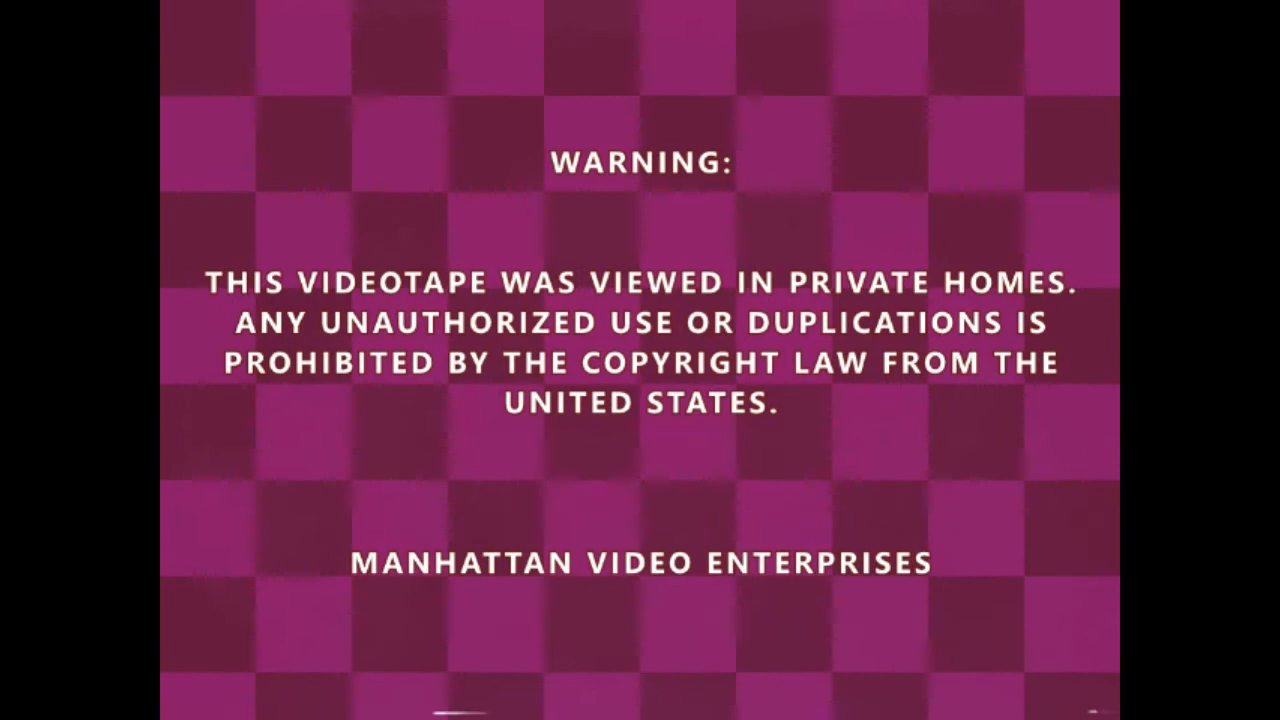 WARNING:
THIS VIDEOTAPE WAS VIEWED IN PRIVATE HOMES.
ANY UNAUTHORIZED USE OR DUPLICATIONS IS
PROHIBITED BY THE COPYRIGHT LAW FROM THE
UNITED STATES.
MANHATTAN VIDEO ENTERPRISES